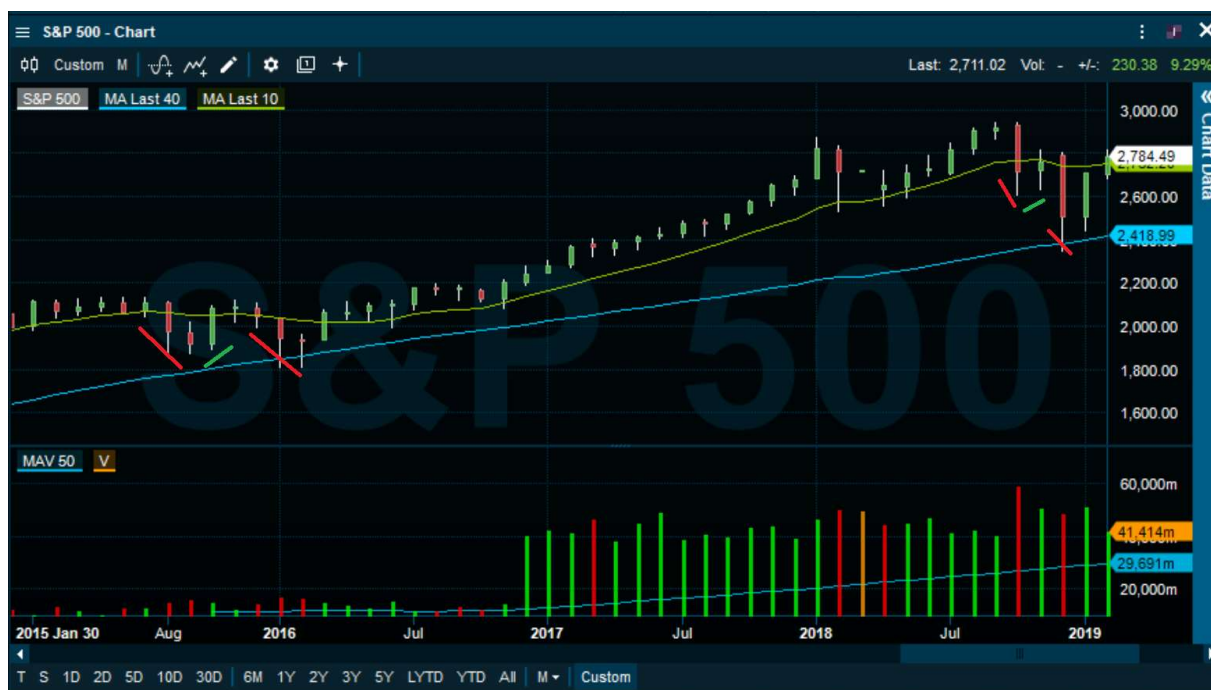 S&P 500 - Chart
Custom M Last: 2,711.02 Vol: - +/-: 230.38 9.29%
S&P 500 MA Last 40 MA Last 10
Chart Data
3,000.00
2,784.49
2,600.00
2,418.99
2,200.00
2,000.00
1,800.00
1,600.00
S&P 500
MAV 50 V
60,000m
41,414m
29,691m
20,000m
2015 Jan 30 Aug 2016 Jul 2017 Jul 2018 Jul 2019
T S 1D 2D 5D 10D 30D 6M 1Y 2Y 3Y 5Y LYTD YTD All M Custom